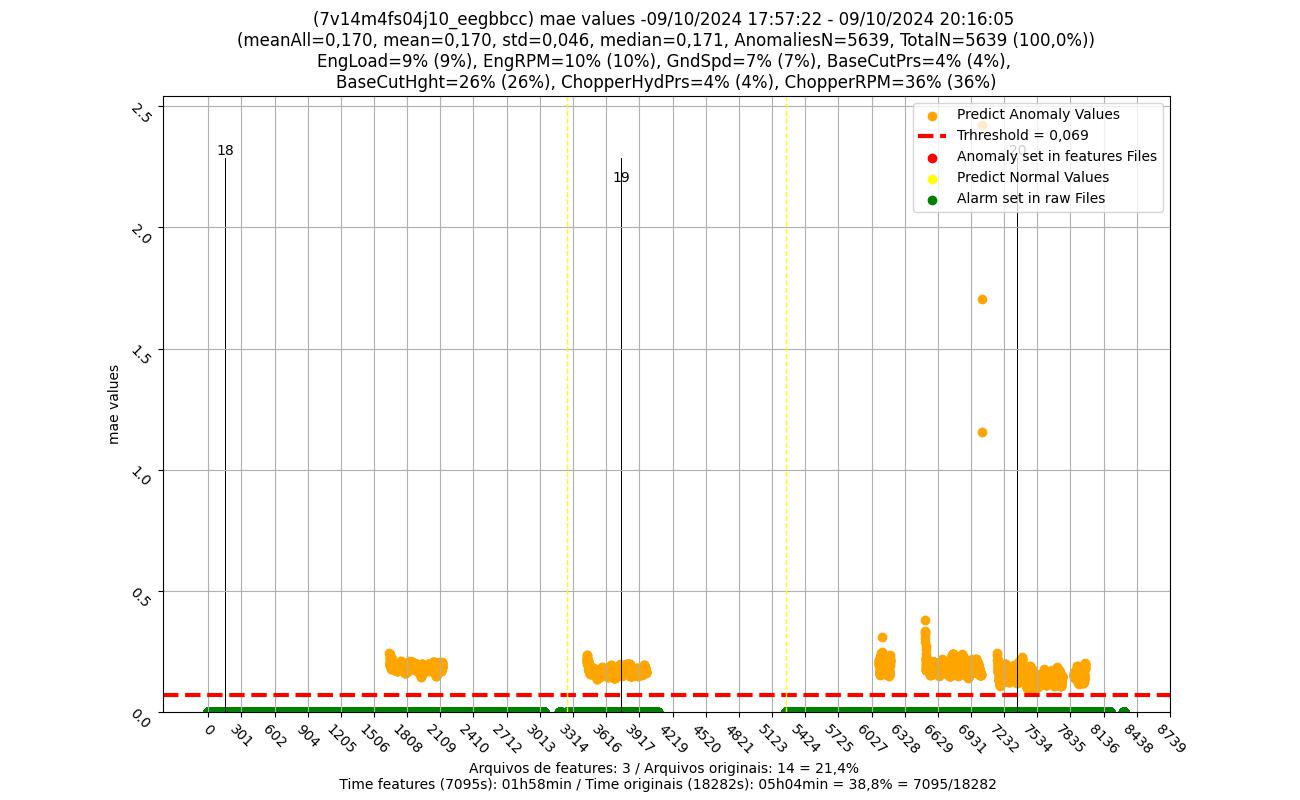 (7v14m4fs04j10_eegbbcc) mae values -09/10/2024 17:57:22 - 09/10/2024 20:16:05
(meanAll=0,170, mean=0,170, std=0,046, median=0,171, AnomaliesN=5639, TotalN=5639 (100,0%))
EngLoad=9% (9%), EngRPM=10% (10%), GndSpd=7% (7%), BaseCutPrs=4% (4%),
BaseCutHght=26% (26%), ChopperHydPrs=4% (4%), ChopperRPM=36% (36%)
Predict Anomaly Values
Trhreshold = 0,069
Anomaly set in features Files
Predict Normal Values
Alarm set in raw Files
18
19
20
mae values
2.5
2.0
1.5
1.0
0.5
0.0
0 301 602 904 1205 1506 1808 2109 2410 2712 3013 3314 3616 3917 4219 4520 4821 5123 5424 5725 6027 6328 6629 6931 7232 7534 7835 8136 8438 8739
Arquivos de features: 3 / Arquivos originais: 14 = 21,4%
Time features (7095s): 01h58min / Time originais (18282s): 05h04min = 38,8% = 7095/18282